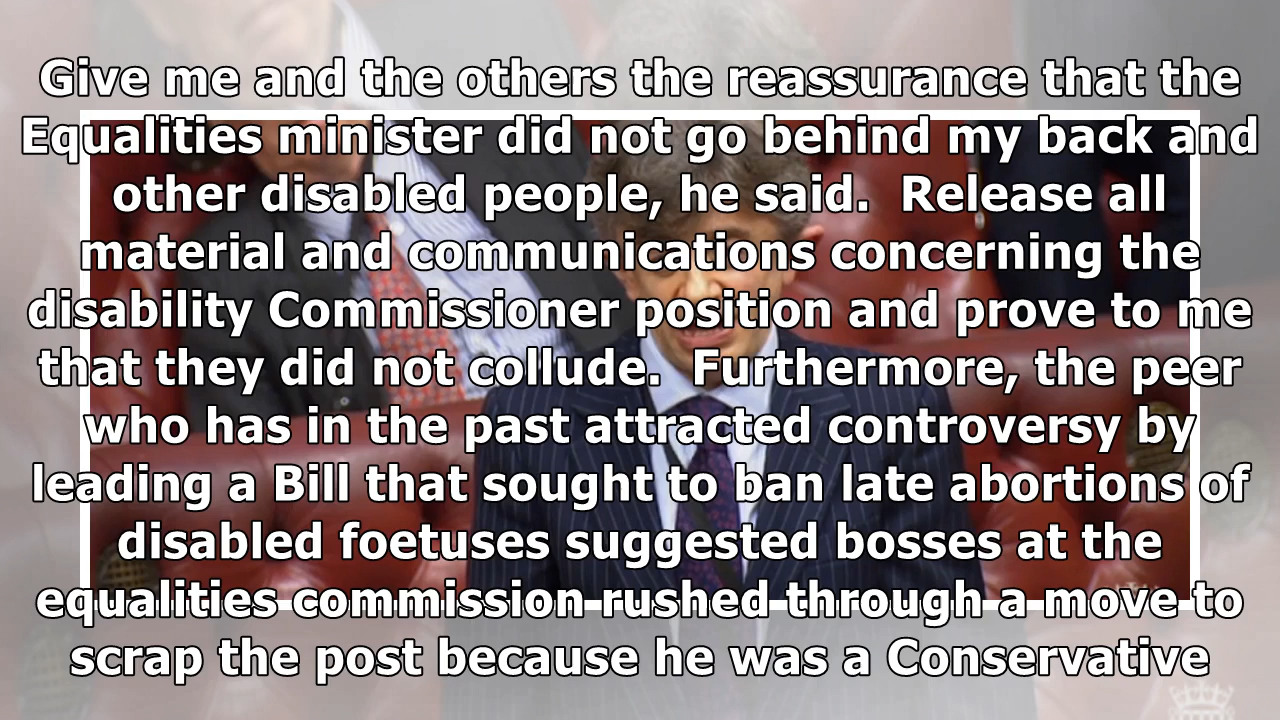 Give me and the others the reassurance that the
Equalities minister did not go behind my back and
other disabled people, he said.  Release all
material and communications concerning the
disability Commissioner position and prove to me
that they did not collude.  Furthermore, the peer
who has in the past attracted controversy by
leading a Bill that sought to ban late abortions of
disabled foetuses suggested bosses at the
equalities commission rushed through a move to
scrap the post because he was a Conservative